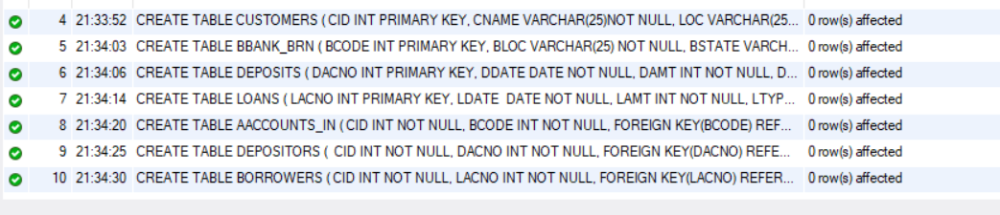 4 21:33:52 CREATE TABLE CUSTOMERS ( CID INT PRIMARY KEY, CNAME VARCHAR(25)NOT NULL, LOC VARCHAR(25... 0 row(s) affected
5 21:34:03 CREATE TABLE BBANK_BRN ( BCODE INT PRIMARY KEY, BLOC VARCHAR(25) NOT NULL, BSTATE VARCH... 0 row(s) affected
6 21:34:06 CREATE TABLE DEPOSITS ( DACNO INT PRIMARY KEY, DDATE DATE NOT NULL, DAMT INT NOT NULL, D... 0 row(s) affected
7 21:34:14 CREATE TABLE LOANS ( LACNO INT PRIMARY KEY, LDATE  DATE NOT NULL, LAMT INT NOT NULL, LTYP... 0 row(s) affected
8 21:34:20 CREATE TABLE AACCOUNTS_IN ( CID INT NOT NULL, BCODE INT NOT NULL, FOREIGN KEY(BCODE) REF... 0 row(s) affected
9 21:34:25 CREATE TABLE DEPOSITORS (  CID INT NOT NULL, DACNO INT NOT NULL, FOREIGN KEY(DACNO) REFE... 0 row(s) affected
10 21:34:30 CREATE TABLE BORROWERS ( CID INT NOT NULL, LACNO INT NOT NULL, FOREIGN KEY(LACNO) REFER... 0 row(s) affected